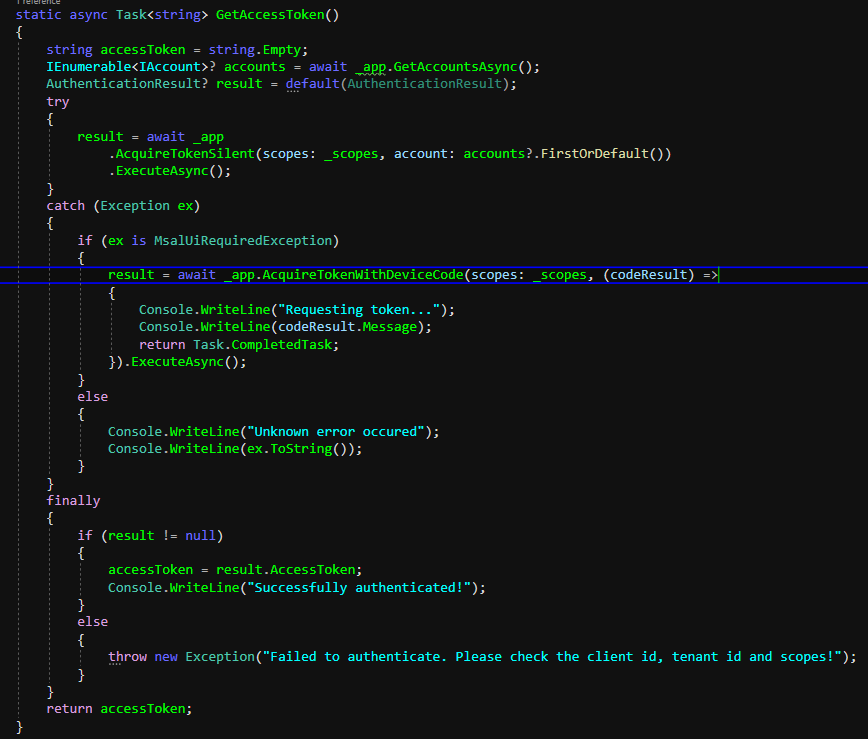 1 reference
static async Task<string> GetAccessToken()
{
    string accessToken = string.Empty;
    IEnumerable<IAccount>? accounts = await _app.GetAccountsAsync();
    AuthenticationResult? result = default(AuthenticationResult);
    try
    {
        result = await _app
            .AcquireTokenSilent(scopes: _scopes, account: accounts?.FirstOrDefault())
            .ExecuteAsync();
    }
    catch (Exception ex)
    {
        if (ex is MsalUiRequiredException)
        {
            result = await _app.AcquireTokenWithDeviceCode(scopes: _scopes, (codeResult) =>
            {
                Console.WriteLine("Requesting token...");
                Console.WriteLine(codeResult.Message);
                return Task.CompletedTask;
            }).ExecuteAsync();
        }
        else
        {
            Console.WriteLine("Unknown error occured");
            Console.WriteLine(ex.ToString());
        }
    }
    finally
    {
        if (result != null)
        {
            accessToken = result.AccessToken;
            Console.WriteLine("Successfully authenticated!");
        }
        else
        {
            throw new Exception("Failed to authenticate. Please check the client id, tenant id and scopes!");
        }
    }
    return accessToken;
}